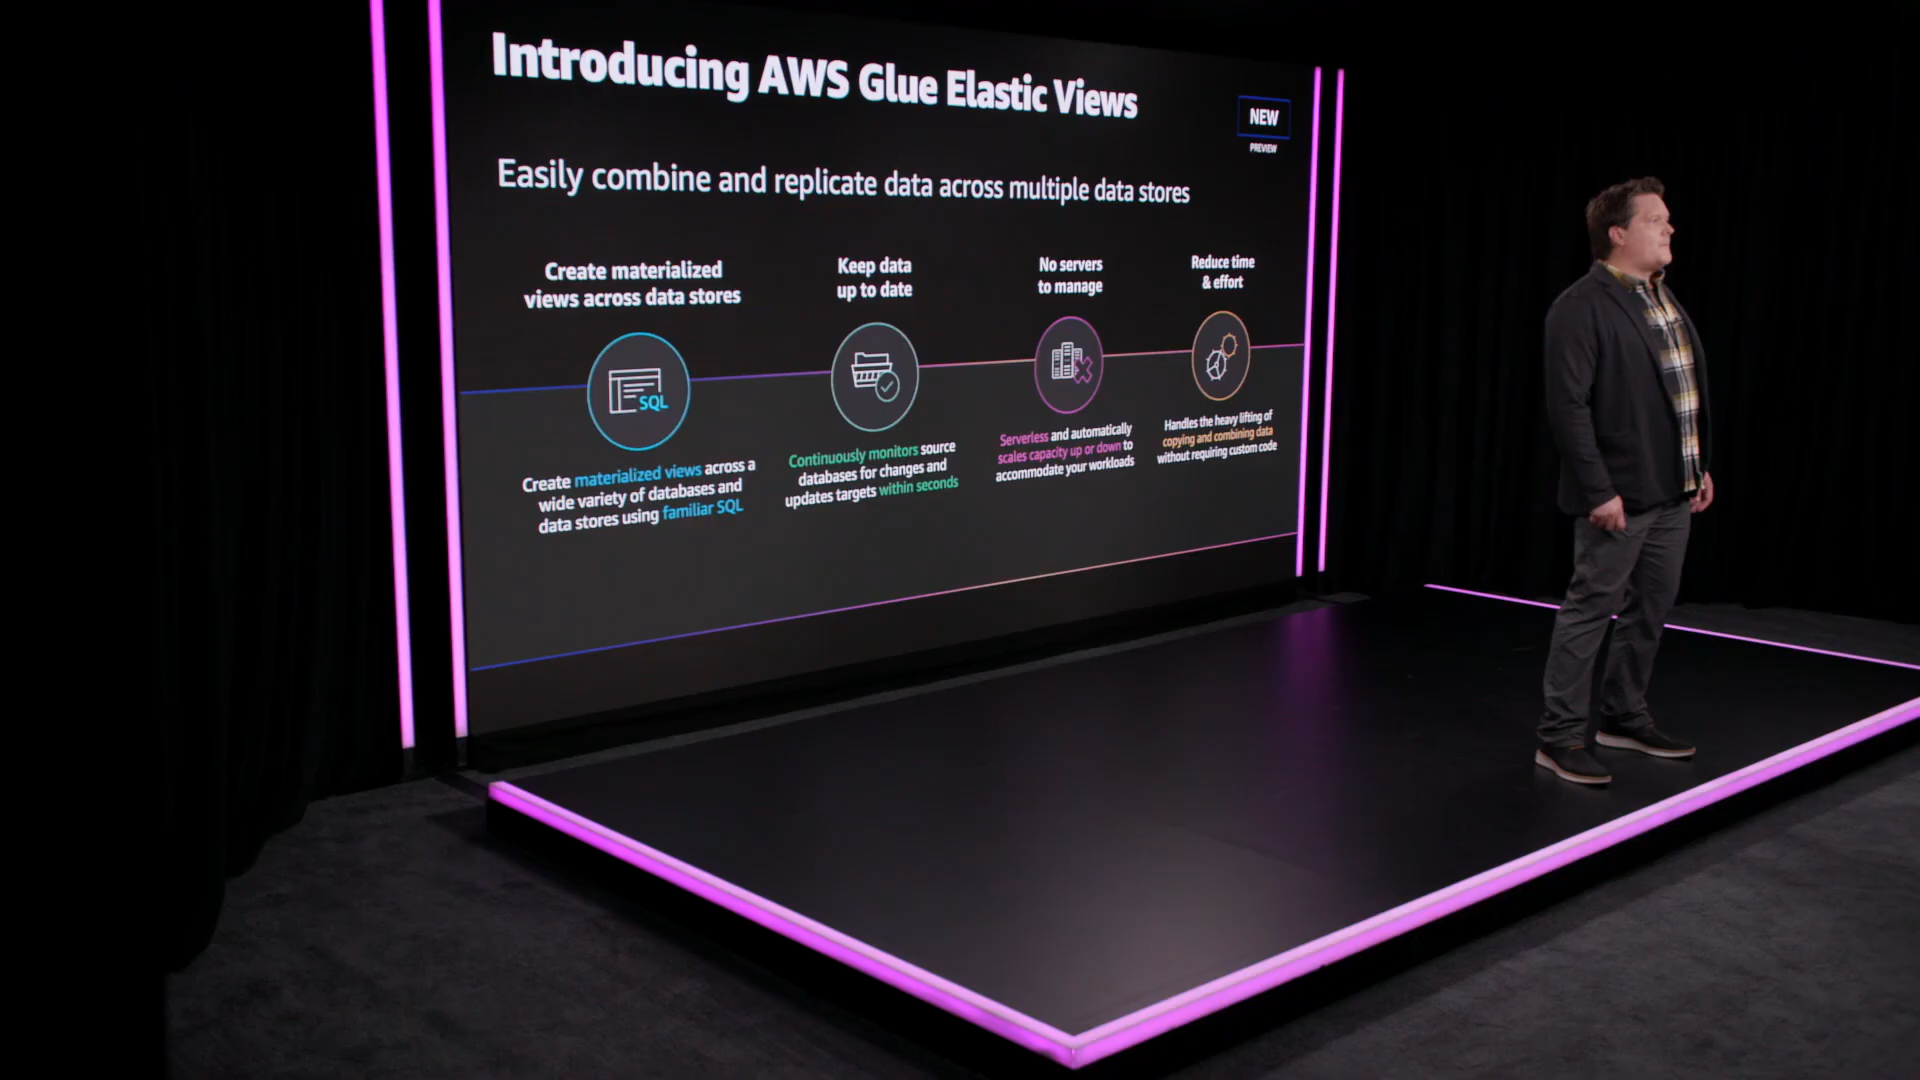 Introducing AWS Glue Elastic Views
NEW
PREVIEW
Easily combine and replicate data across multiple data stores
Create materialized
views across data stores
SQL
Create materialized views across a
wide variety of databases and
data stores using familiar SQL
Keep data
up to date
Continuously monitors source
databases for changes and
updates targets within seconds
No servers
to manage
Serverless and automatically
scales capacity up or down to
accommodate your workloads
Reduce time
& effort
Handles the heavy lifting of
copying and combining data
without requiring custom code